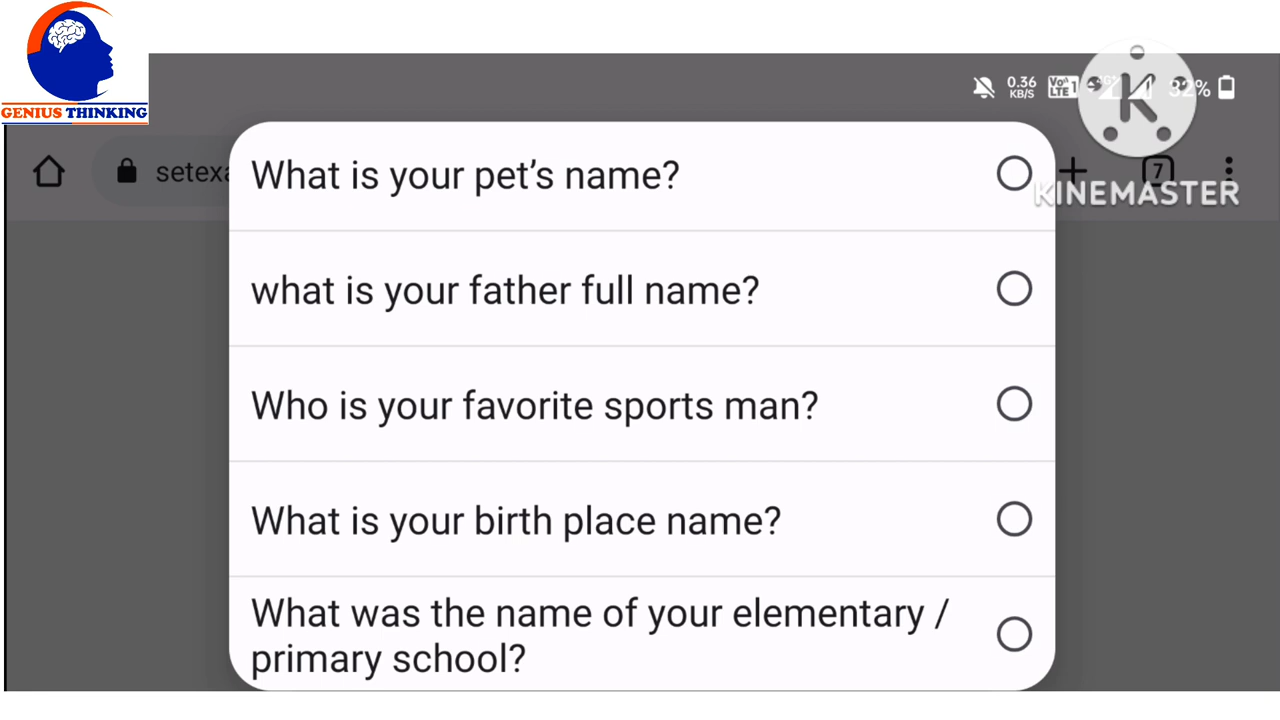 GENIUS THINKING
0.36
KB/S
32%
setexa
7
KINEMASTER
What is your pet's name?
what is your father full name?
Who is your favorite sports man?
What is your birth place name?
What was the name of your elementary /
primary school?